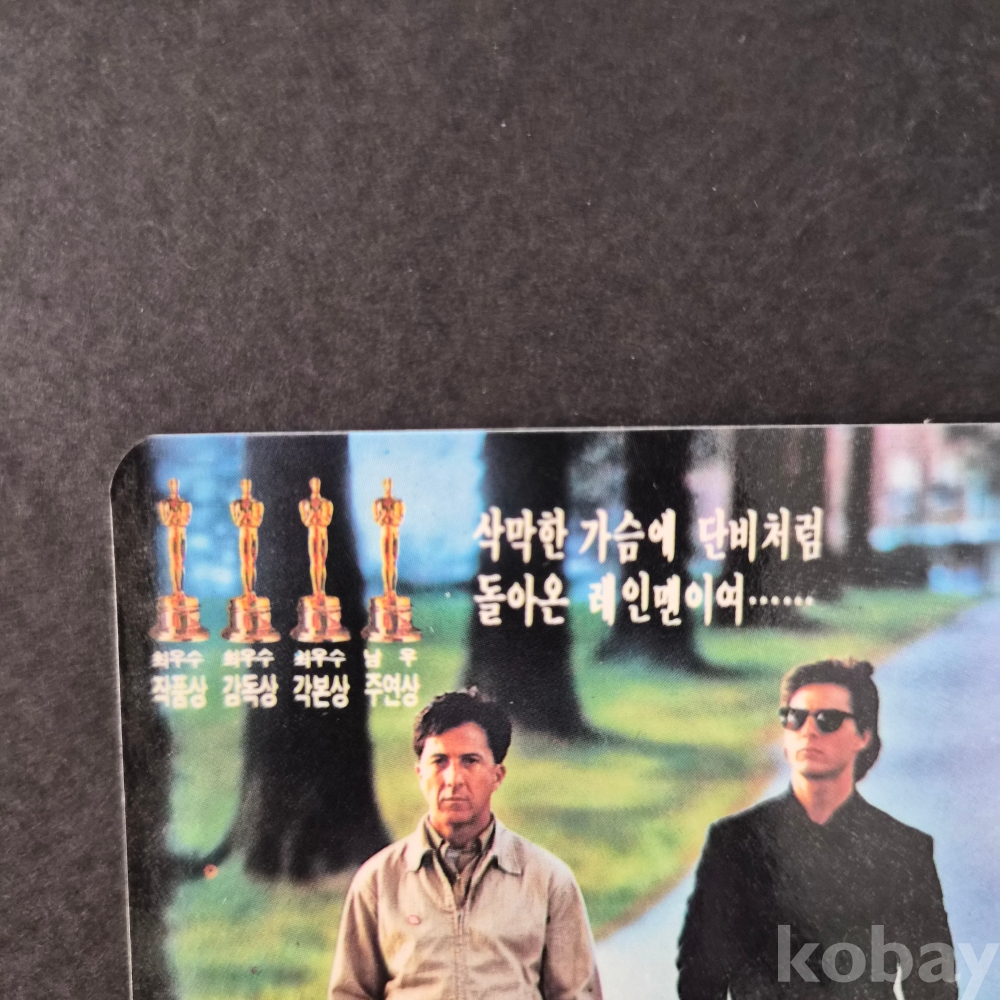 삭막한 가슴에 단비처럼
돌아온 레인맨이여……
최우수 최우수 최우수 남 우
작품상 감독상 각본상 주연상
kobay